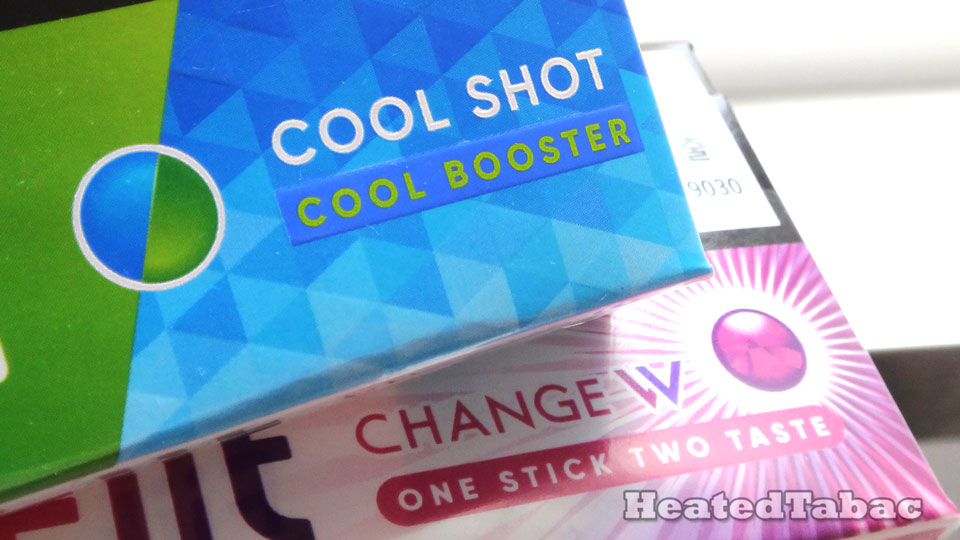 COOL SHOT
COOL BOOSTER
9030
CHANGE W
ONE STICK TWO TASTE
HeatedTabac